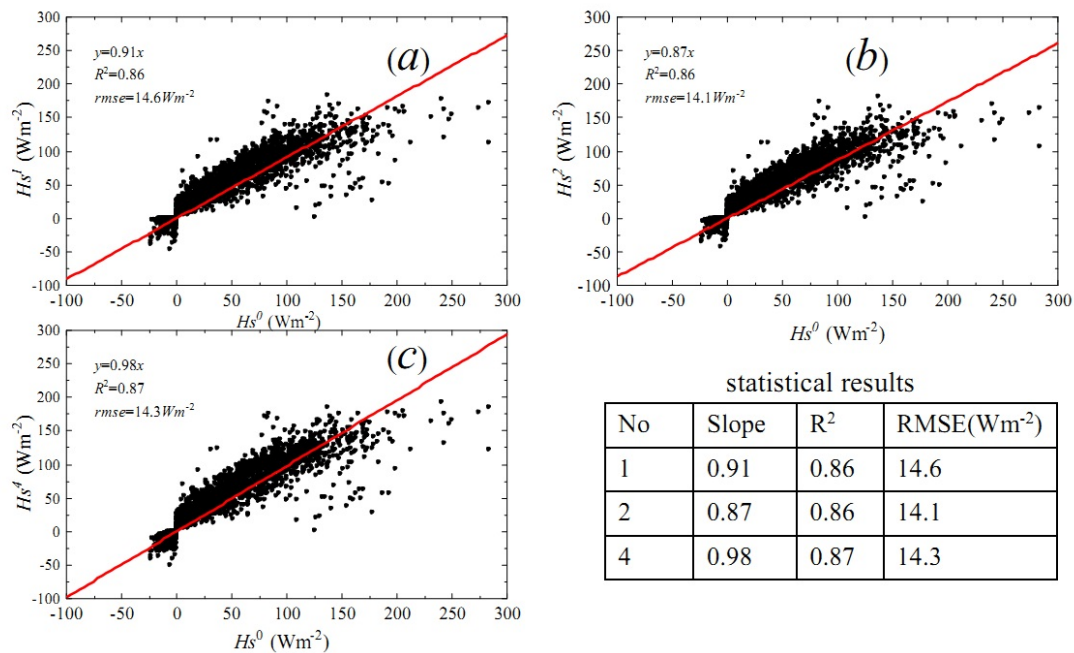 300
250
200
150
100
50
0
-50
-100
Hs¹ (Wm⁻²)
y=0.91x
R²=0.86
rmse=14.6Wm⁻²
(a)
-100 -50 0 50 100 150 200 250 300
Hs⁰ (Wm⁻²)
300
250
200
150
100
50
0
-50
-100
Hs² (Wm⁻²)
y=0.87x
R²=0.86
rmse=14.1Wm⁻²
(b)
-100 -50 0 50 100 150 200 250 300
Hs⁰ (Wm⁻²)
300
250
200
150
100
50
0
-50
-100
Hs⁴ (Wm⁻²)
y=0.98x
R²=0.87
rmse=14.3Wm⁻²
(c)
-100 -50 0 50 100 150 200 250 300
Hs⁰ (Wm⁻²)
statistical results
No Slope R² RMSE(Wm⁻²)
1 0.91 0.86 14.6
2 0.87 0.86 14.1
4 0.98 0.87 14.3